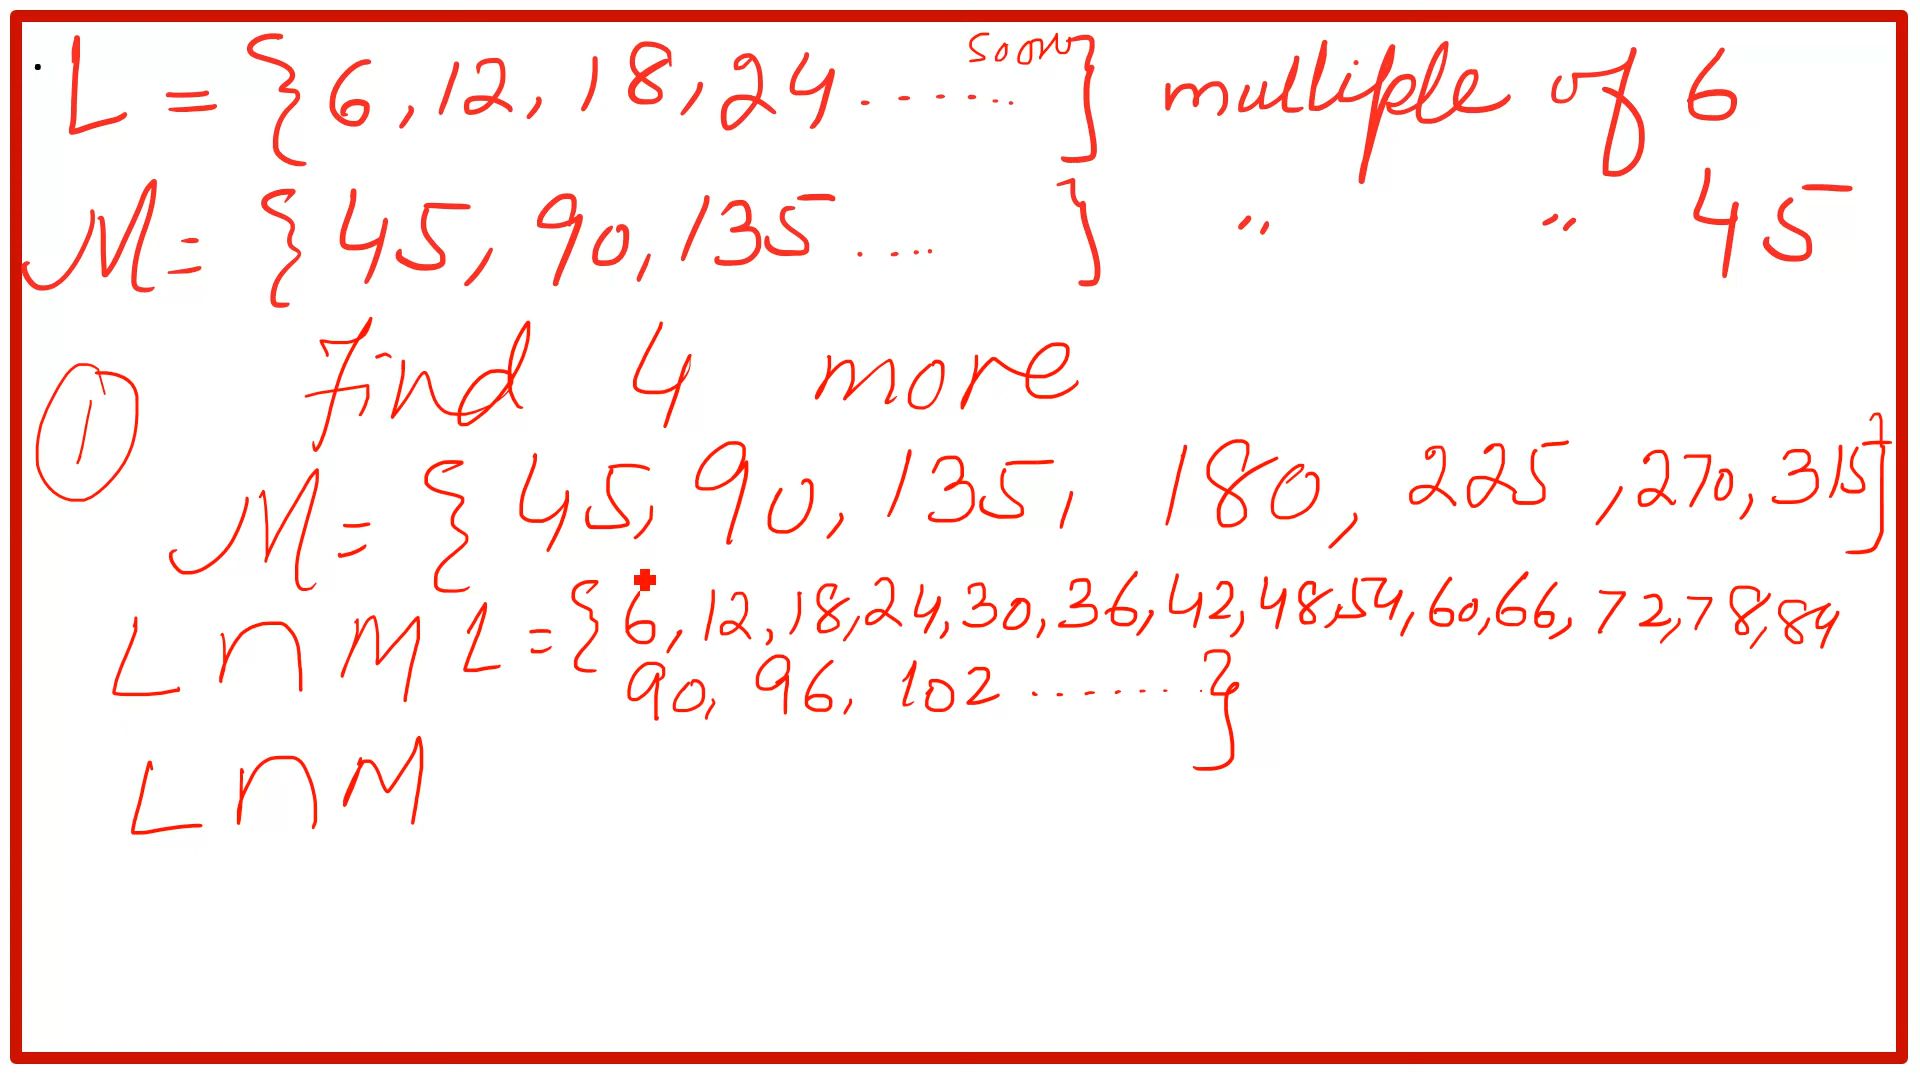 L = {6, 12, 18, 24 ........ soon} multiple of 6
M = {45, 90, 135 ..... } " " 45
① Find 4 more
M = {45, 90, 135, 180, 225, 270, 315}
L ∩ M L = {6, 12, 18, 24, 30, 36, 42, 48, 54, 60, 66, 72, 78, 84
90, 96, 102 ........}
L ∩ M